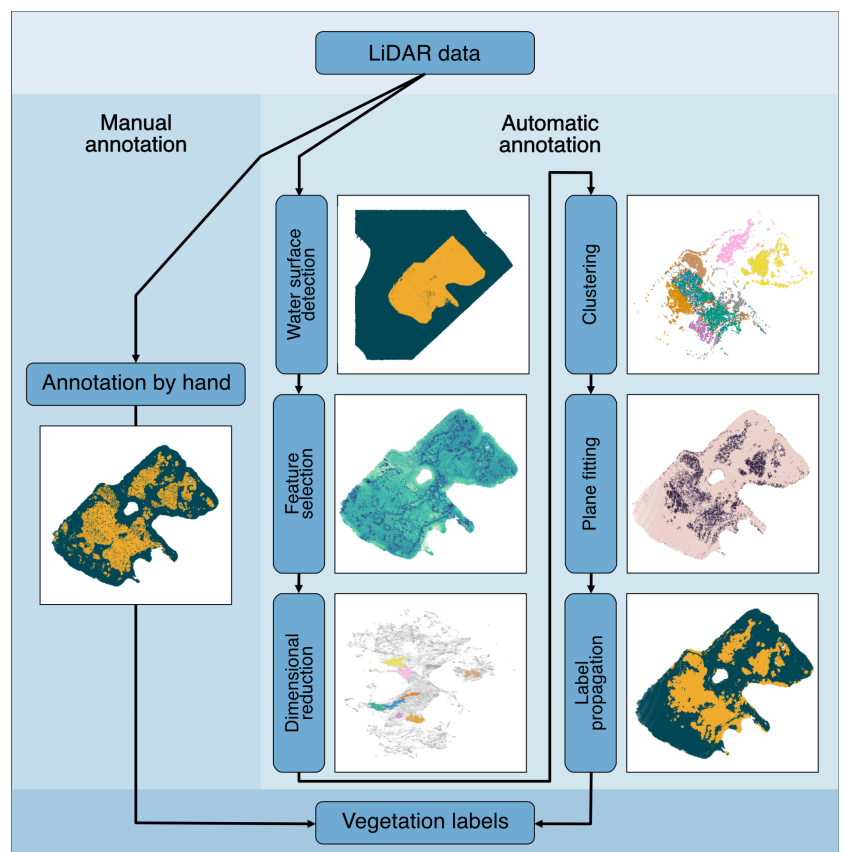 LiDAR data
Manual
annotation
Automatic
annotation
Annotation by hand
Water surface
detection
Feature
selection
Dimensional
reduction
Clustering
Plane fitting
Label
propagation
Vegetation labels